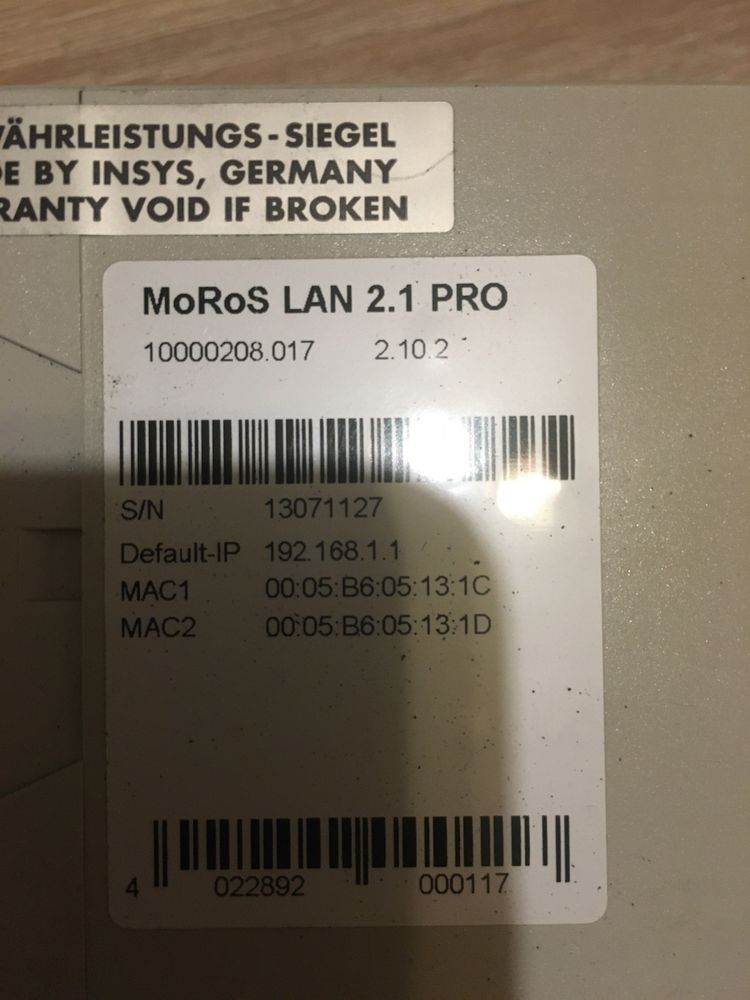 WÄHRLEISTUNGS-SIEGEL
DE BY INSYS, GERMANY
RANTY VOID IF BROKEN
MoRoS LAN 2.1 PRO
10000208.017 2.10.2
S/N 13071127
Default-IP 192.168.1.1
MAC1 00:05:B6:05:13:1C
MAC2 00:05:B6:05:13:1D
4 022892 000117